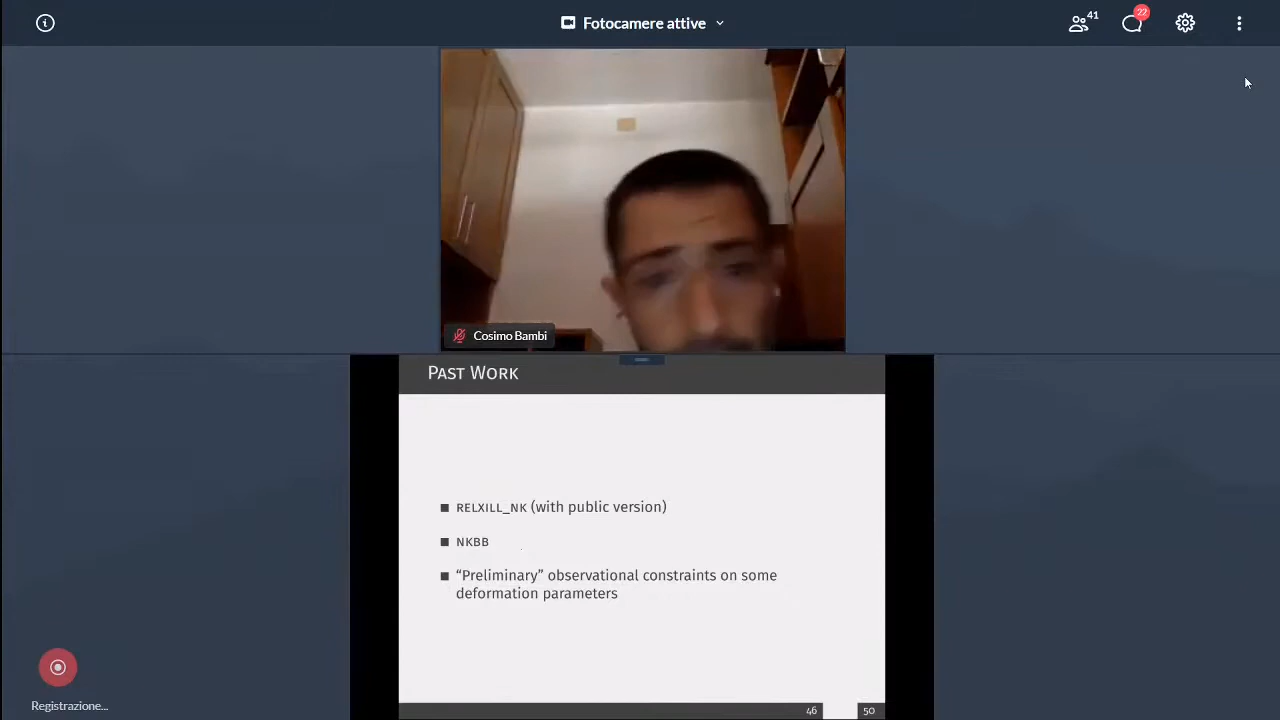 Fotocamere attive
41
22
Cosimo Bambi
Past Work
■ RELXILL_NK (with public version)
■ NKBB
■ “Preliminary” observational constraints on some
deformation parameters
46 50
Registrazione...